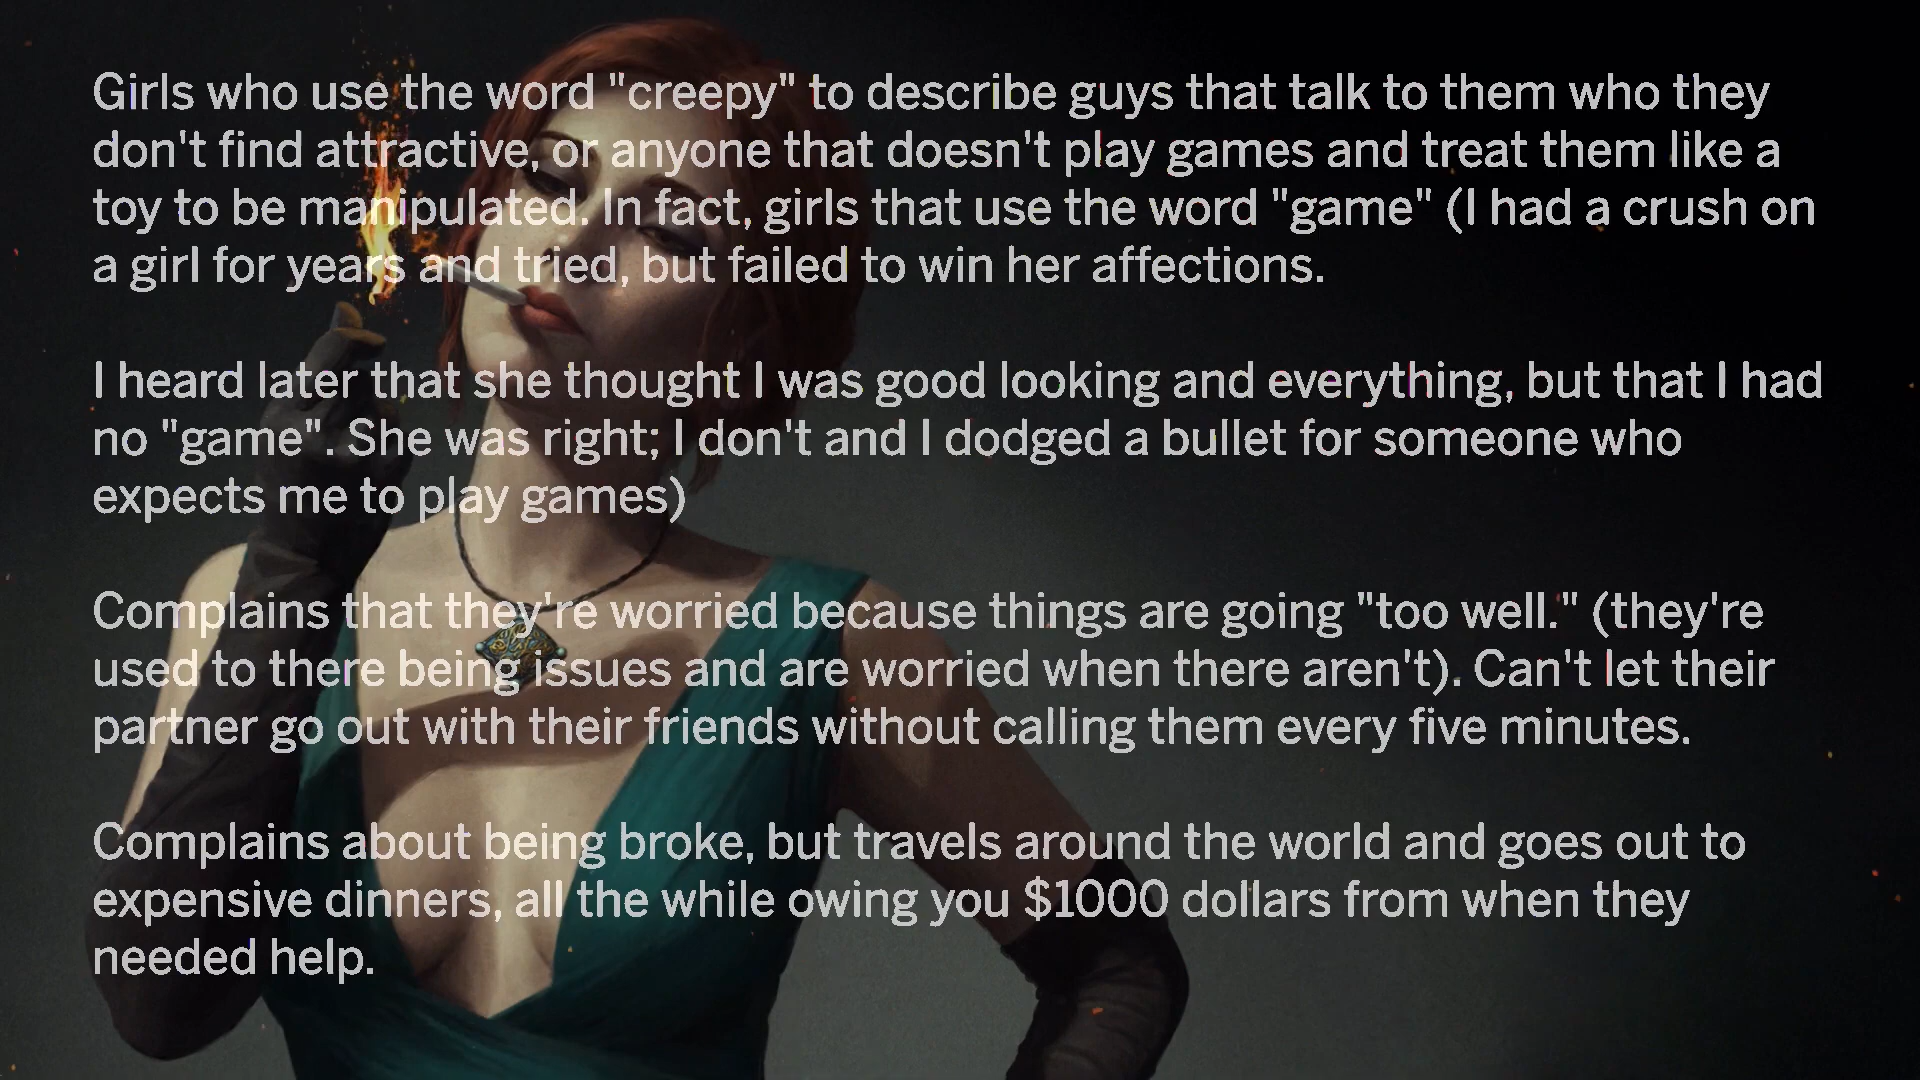 Girls who use the word "creepy" to describe guys that talk to them who they
don't find attractive, or anyone that doesn't play games and treat them like a
toy to be manipulated. In fact, girls that use the word "game" (I had a crush on
a girl for years and tried, but failed to win her affections.
I heard later that she thought I was good looking and everything, but that I had
no "game". She was right; I don't and I dodged a bullet for someone who
expects me to play games)
Complains that they're worried because things are going "too well." (they're
used to there being issues and are worried when there aren't). Can't let their
partner go out with their friends without calling them every five minutes.
Complains about being broke, but travels around the world and goes out to
expensive dinners, all the while owing you $1000 dollars from when they
needed help.